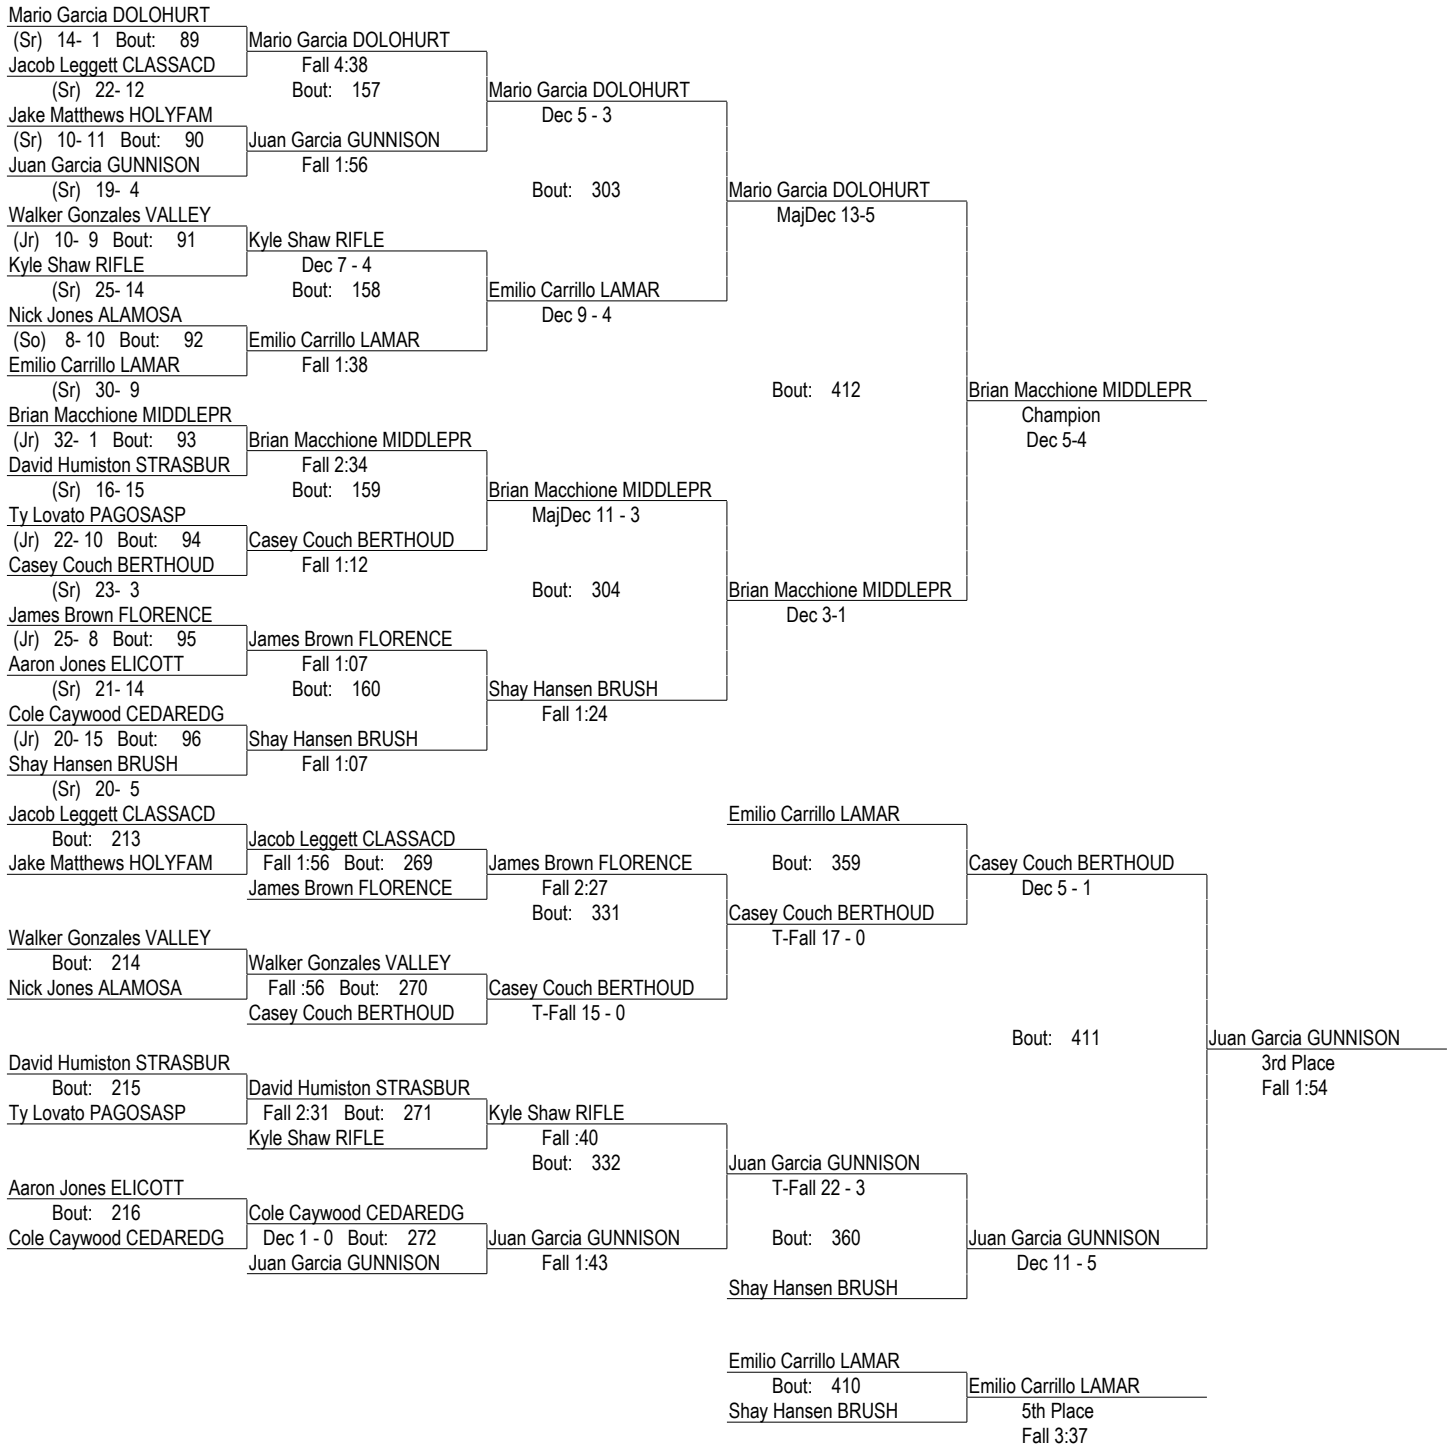 Mario Garcia DOLOHURT
(Sr) 14- 1 Bout: 89 Mario Garcia DOLOHURT
Jacob Leggett CLASSACD Fall 4:38
(Sr) 22- 12 Bout: 157 Mario Garcia DOLOHURT
Jake Matthews HOLYFAM Dec 5 - 3
(Sr) 10- 11 Bout: 90 Juan Garcia GUNNISON
Juan Garcia GUNNISON Fall 1:56
(Sr) 19- 4 Bout: 303 Mario Garcia DOLOHURT
Walker Gonzales VALLEY MajDec 13-5
(Jr) 10- 9 Bout: 91 Kyle Shaw RIFLE
Kyle Shaw RIFLE Dec 7 - 4
(Sr) 25- 14 Bout: 158 Emilio Carrillo LAMAR
Nick Jones ALAMOSA Dec 9 - 4
(So) 8- 10 Bout: 92 Emilio Carrillo LAMAR
Emilio Carrillo LAMAR Fall 1:38
(Sr) 30- 9 Bout: 412 Brian Macchione MIDDLEPR
Brian Macchione MIDDLEPR Champion
(Jr) 32- 1 Bout: 93 Brian Macchione MIDDLEPR Dec 5-4
David Humiston STRASBUR Fall 2:34
(Sr) 16- 15 Bout: 159 Brian Macchione MIDDLEPR
Ty Lovato PAGOSASP MajDec 11 - 3
(Jr) 22- 10 Bout: 94 Casey Couch BERTHOUD
Casey Couch BERTHOUD Fall 1:12
(Sr) 23- 3 Bout: 304 Brian Macchione MIDDLEPR
James Brown FLORENCE Dec 3-1
(Jr) 25- 8 Bout: 95 James Brown FLORENCE
Aaron Jones ELICOTT Fall 1:07
(Sr) 21- 14 Bout: 160 Shay Hansen BRUSH
Cole Caywood CEDAREDG Fall 1:24
(Jr) 20- 15 Bout: 96 Shay Hansen BRUSH
Shay Hansen BRUSH Fall 1:07
(Sr) 20- 5
Jacob Leggett CLASSACD Emilio Carrillo LAMAR
Bout: 213 Jacob Leggett CLASSACD
Jake Matthews HOLYFAM Fall 1:56 Bout: 269 James Brown FLORENCE Bout: 359 Casey Couch BERTHOUD
James Brown FLORENCE Fall 2:27 Dec 5 - 1
Bout: 331 Casey Couch BERTHOUD
Walker Gonzales VALLEY T-Fall 17 - 0
Bout: 214 Walker Gonzales VALLEY
Nick Jones ALAMOSA Fall :56 Bout: 270 Casey Couch BERTHOUD
Casey Couch BERTHOUD T-Fall 15 - 0
Bout: 411 Juan Garcia GUNNISON
David Humiston STRASBUR 3rd Place
Bout: 215 David Humiston STRASBUR Fall 1:54
Ty Lovato PAGOSASP Fall 2:31 Bout: 271 Kyle Shaw RIFLE
Kyle Shaw RIFLE Fall :40
Bout: 332 Juan Garcia GUNNISON
Aaron Jones ELICOTT T-Fall 22 - 3
Bout: 216 Cole Caywood CEDAREDG
Cole Caywood CEDAREDG Dec 1 - 0 Bout: 272 Juan Garcia GUNNISON Bout: 360 Juan Garcia GUNNISON
Juan Garcia GUNNISON Fall 1:43 Dec 11 - 5
Shay Hansen BRUSH
Emilio Carrillo LAMAR
Bout: 410 Emilio Carrillo LAMAR
Shay Hansen BRUSH 5th Place
Fall 3:37